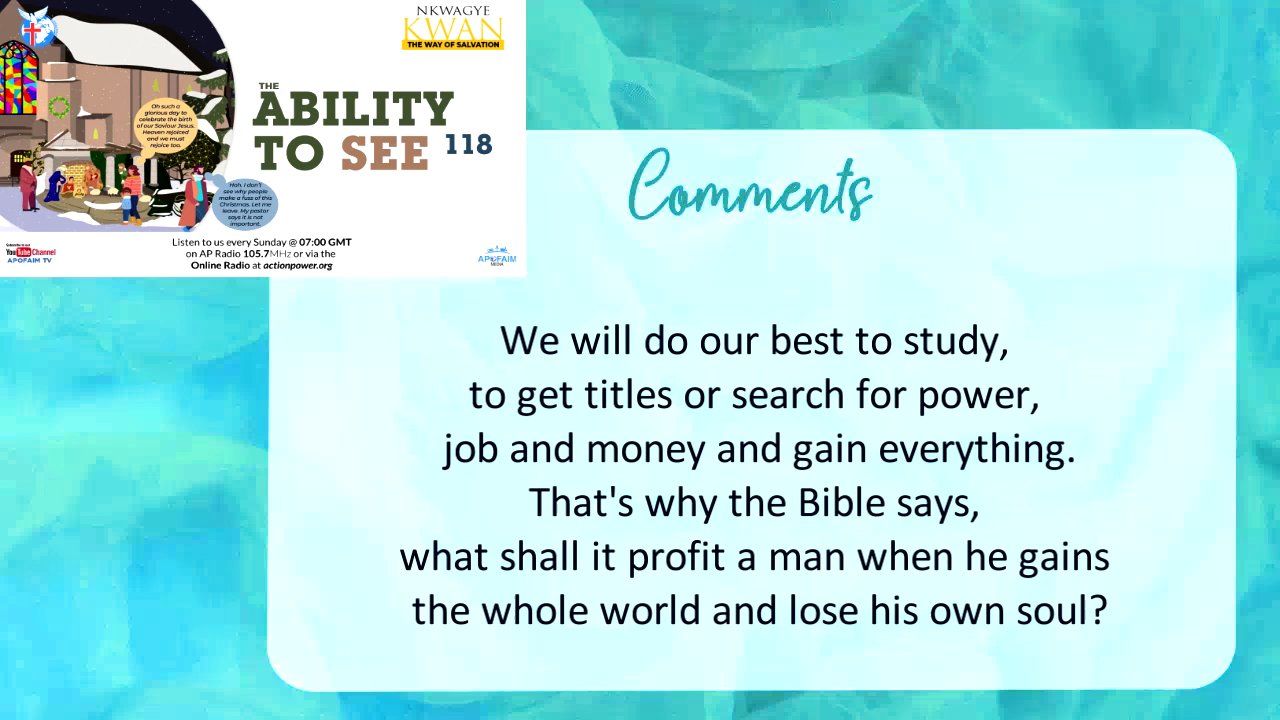 NKWAGYE
KWAN
THE WAY OF SALVATION
THE
ABILITY
TO SEE 118
Oh such a
glorious day to
celebrate the birth
of our Saviour Jesus.
Heaven rejoiced
and we must
rejoice too.
Hah, I don't
see why people
make a fuss of this
Christmas. Let me
leave. My pastor
says it is not
important.
Listen to us every Sunday @ 07:00 GMT
on AP Radio 105.7MHz or via the
Online Radio at actionpower.org
YouTube Channel
APOFAIM TV
APOFAIM
MEDIA
Comments
We will do our best to study,
to get titles or search for power,
job and money and gain everything.
That's why the Bible says,
what shall it profit a man when he gains
the whole world and lose his own soul?